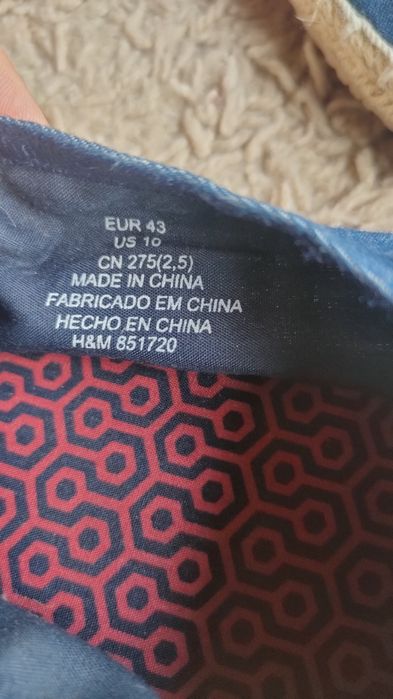 EUR 43
US 10
CN 275(2,5)
MADE IN CHINA
FABRICADO EM CHINA
HECHO EN CHINA
H&M 851720